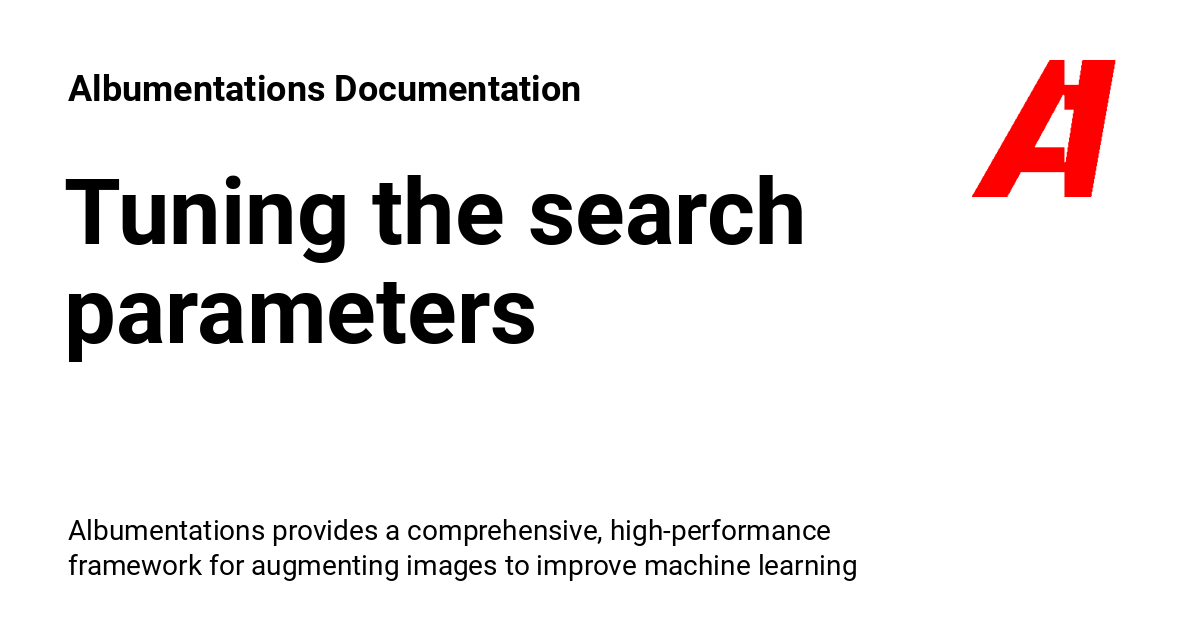 Albumentations Documentation
Tuning the search
parameters
Albumentations provides a comprehensive, high-performance
framework for augmenting images to improve machine learning